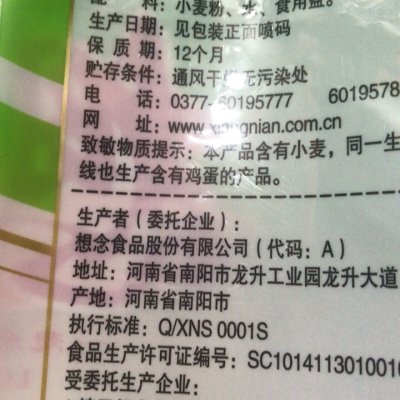 配　　料：小麦粉、水、食用盐。
生产日期：见包装正面喷码
保 质 期：12个月
贮存条件：通风干燥无污染处
电　　话：0377-60195777　6019578
网　　址：www.xiangnian.com.cn
致敏物质提示：本产品含有小麦，同一生
线也生产含有鸡蛋的产品。
生产者（委托企业）：
想念食品股份有限公司（代码：A）
地址：河南省南阳市龙升工业园龙升大道
产地：河南省南阳市
执行标准：Q/XNS 0001S
食品生产许可证编号：SC1014113010010
受委托生产企业：